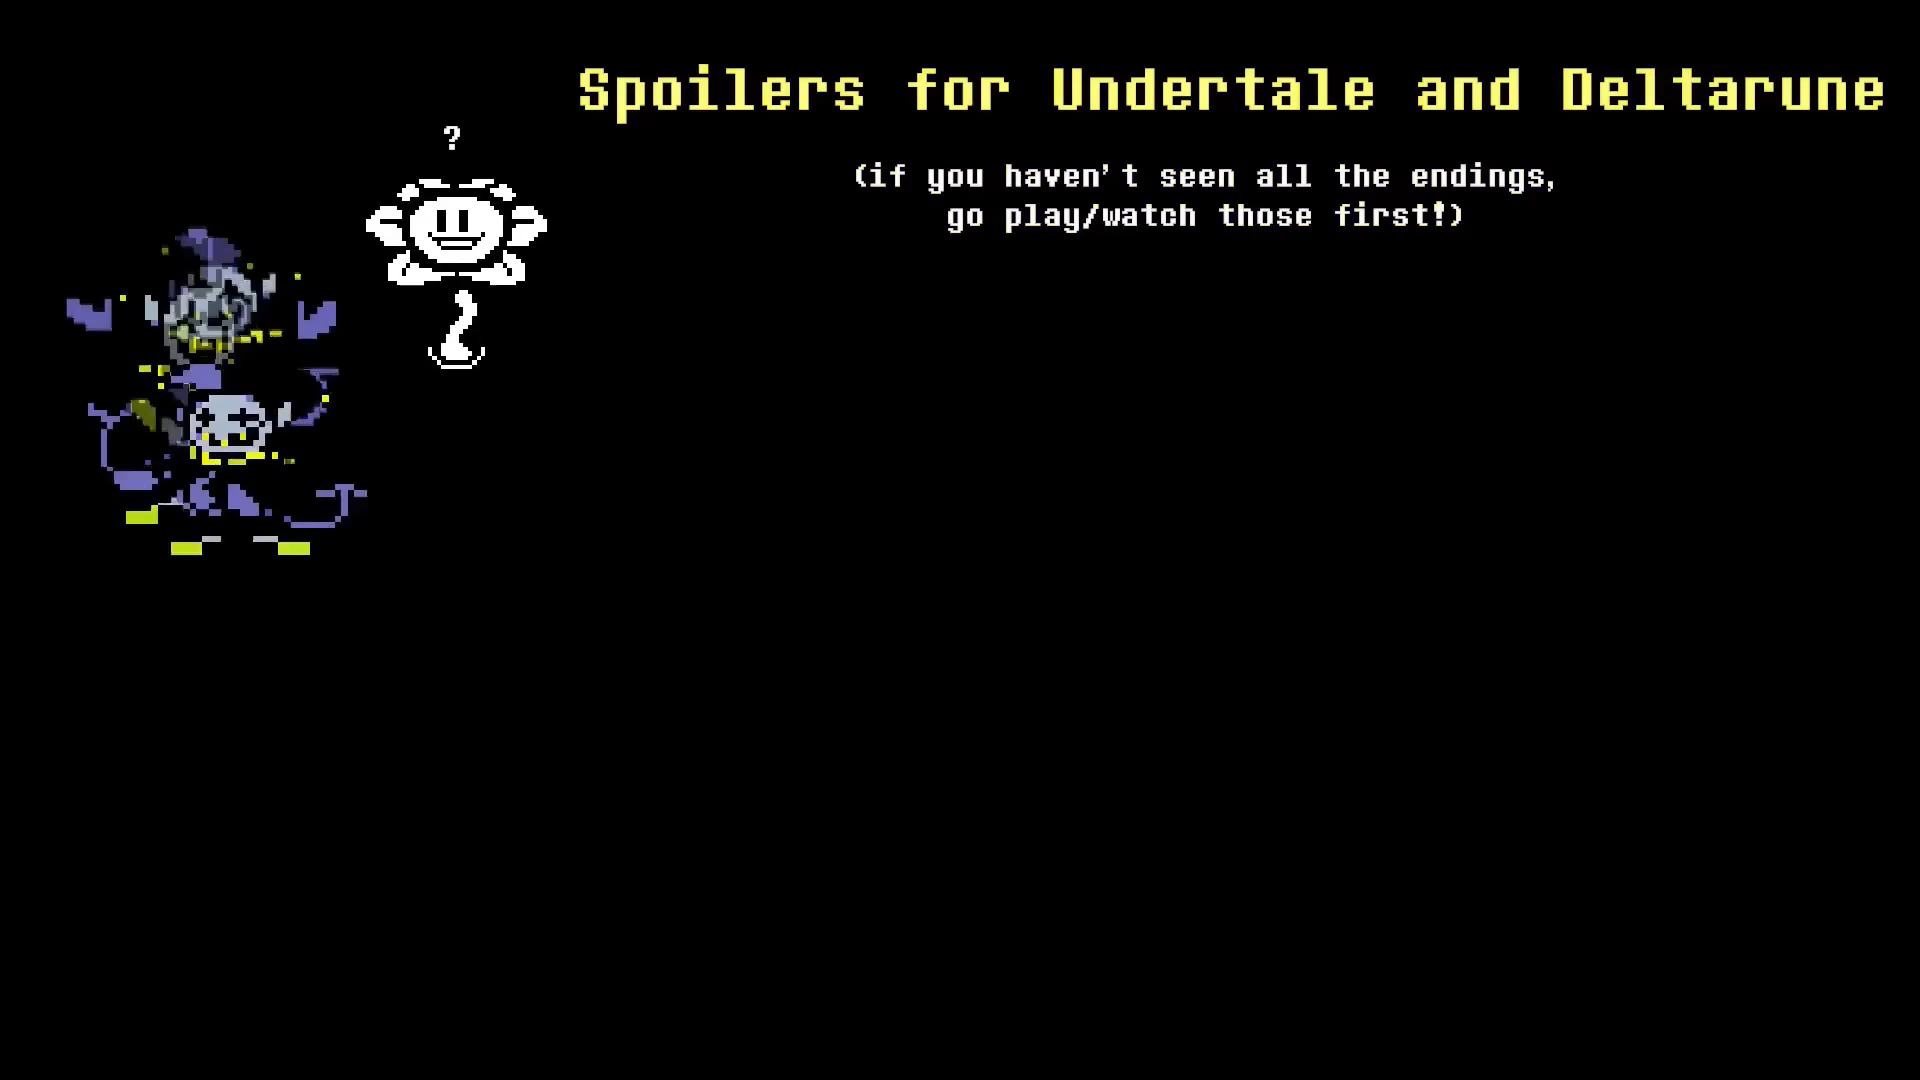 Spoilers for Undertale and Deltarune
?
(if you haven't seen all the endings,
go play/watch those first!)